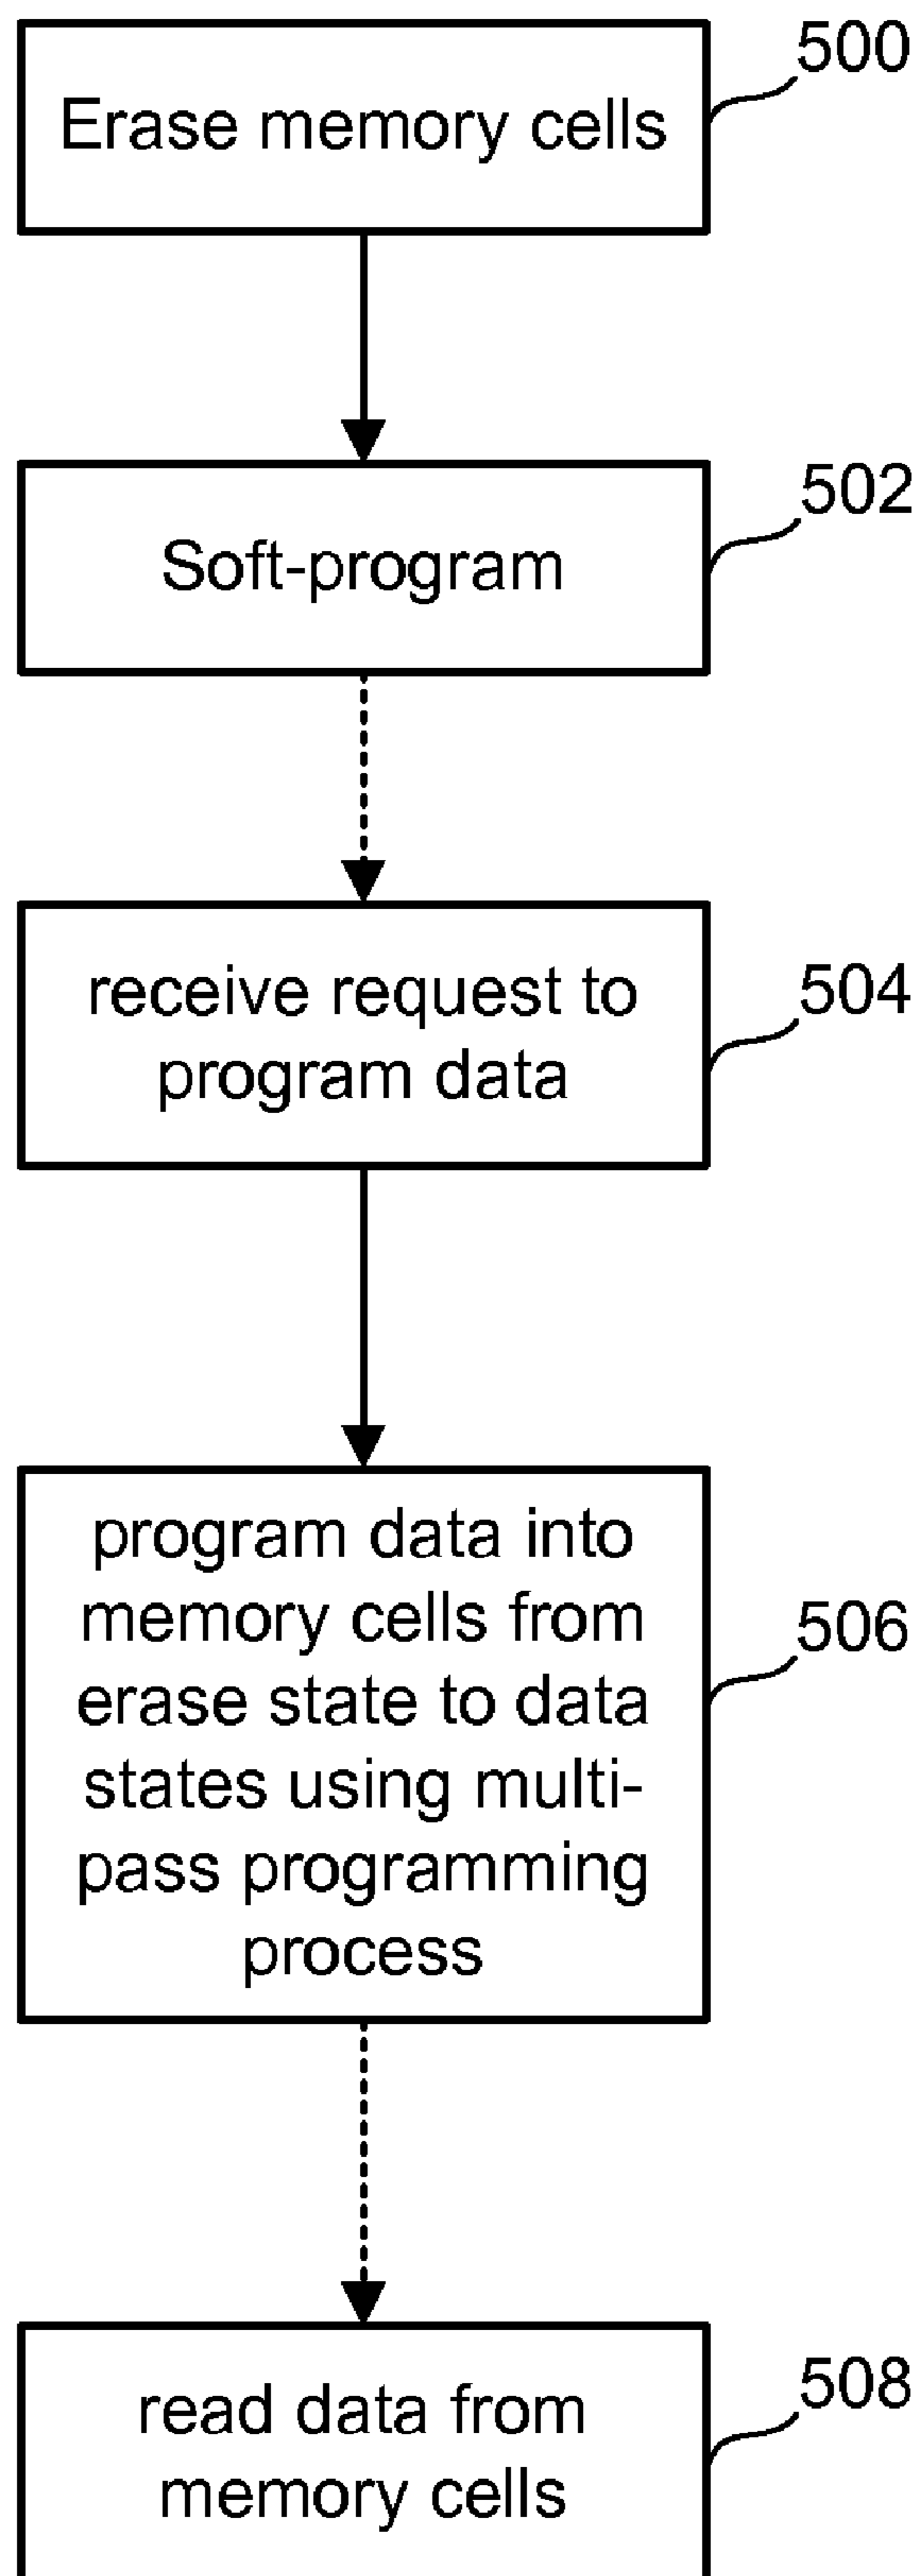 500
Erase memory cells
502
Soft-program
504
receive request to
program data
506
program data into
memory cells from
erase state to data
states using multi-
pass programming
process
508
read data from
memory cells